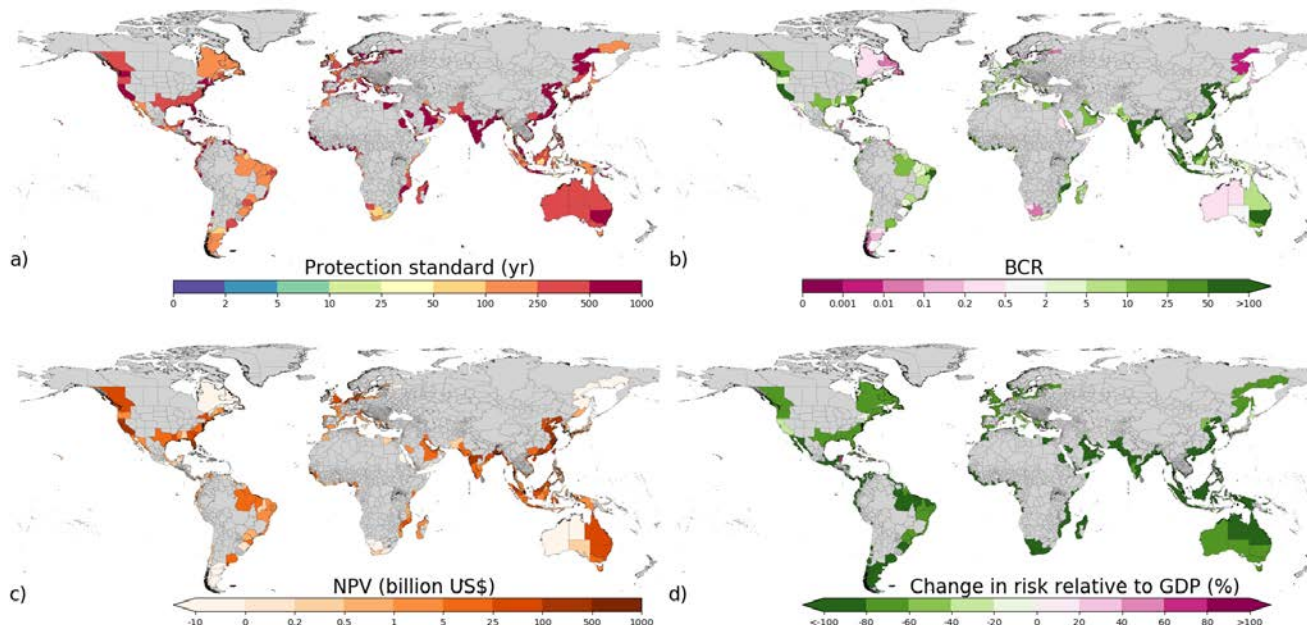 a)
Protection standard (yr)
0 2 5 10 25 50 100 250 500 1000
b)
BCR
0 0.001 0.01 0.1 0.2 0.5 2 5 10 25 50 >100
c)
NPV (billion US$)
-10 0 0.2 0.5 1 5 25 100 500 1000
d)
Change in risk relative to GDP (%)
<-100 -80 -60 -40 -20 0 20 40 60 80 >100